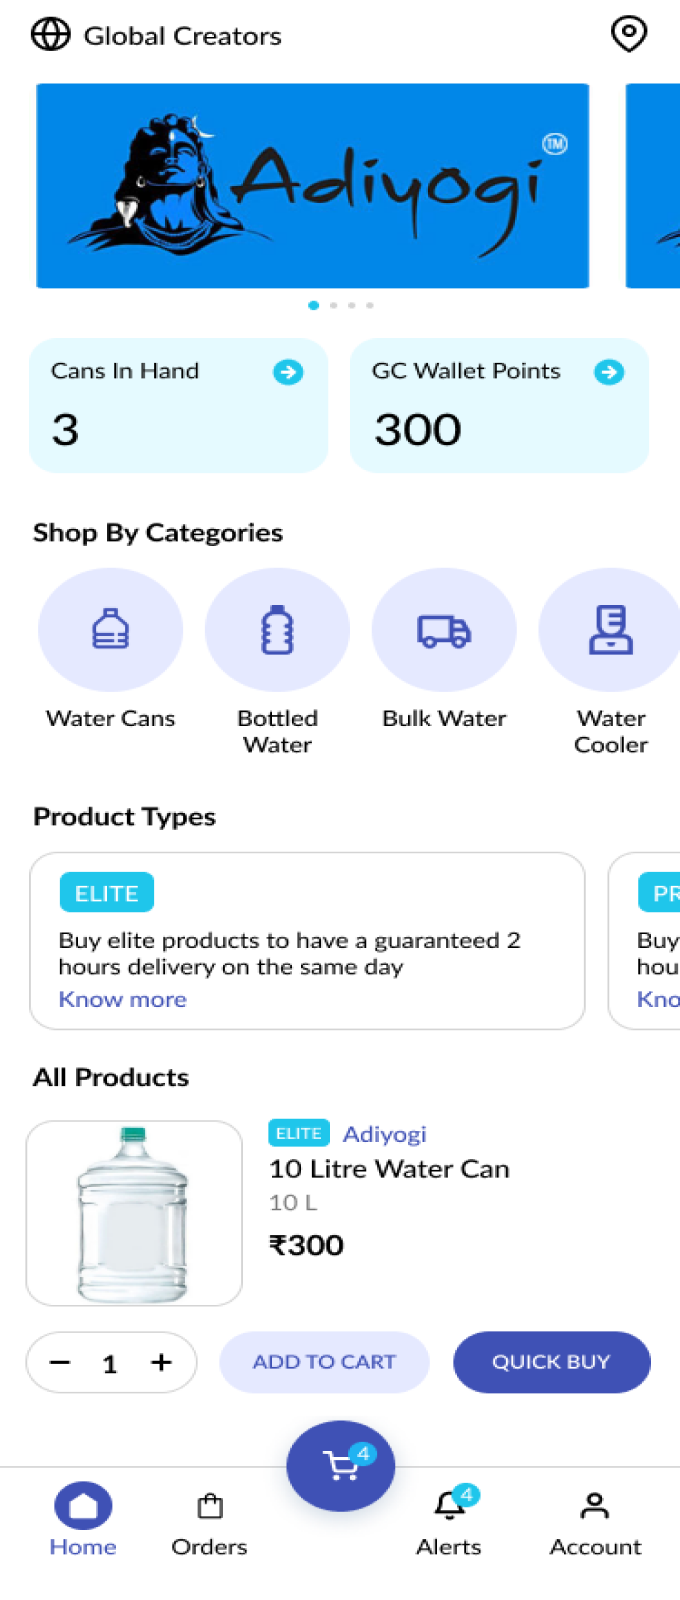 Global Creators
Adiyogi
TM
Cans In Hand
3
GC Wallet Points
300
Shop By Categories
Water Cans
Bottled
Water
Bulk Water
Water
Cooler
Product Types
ELITE
Buy elite products to have a guaranteed 2
hours delivery on the same day
Know more
PR
Buy
hou
Kno
All Products
ELITE Adiyogi
10 Litre Water Can
10 L
₹300
1
ADD TO CART
QUICK BUY
4
4
Home
Orders
Alerts
Account